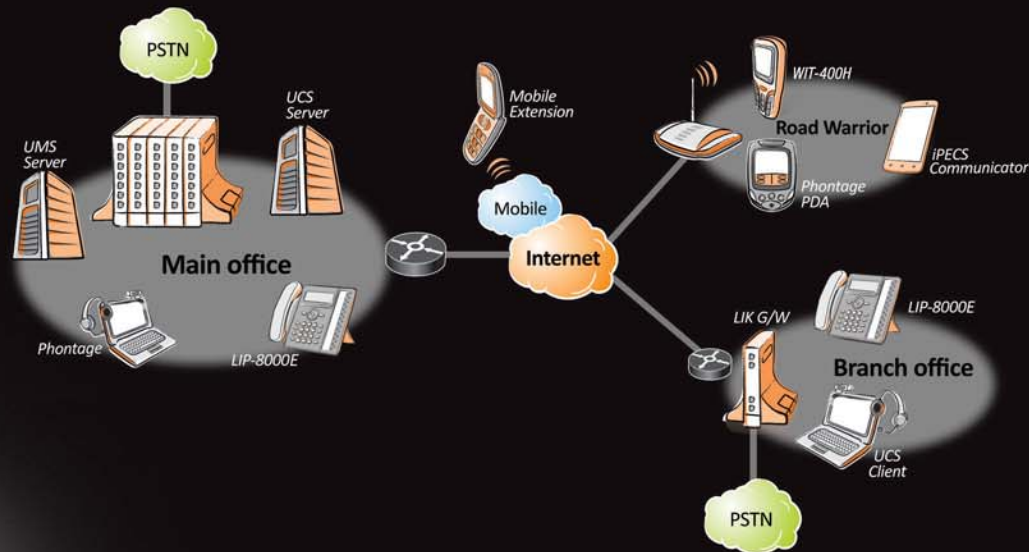 PSTN
UCS
Server
UMS
Server
Main office
Phontage
LIP-8000E
Mobile
Extension
Mobile
Internet
WIT-400H
Road Warrior
iPECS
Communicator
Phontage
PDA
LIK G/W
LIP-8000E
Branch office
UCS
Client
PSTN